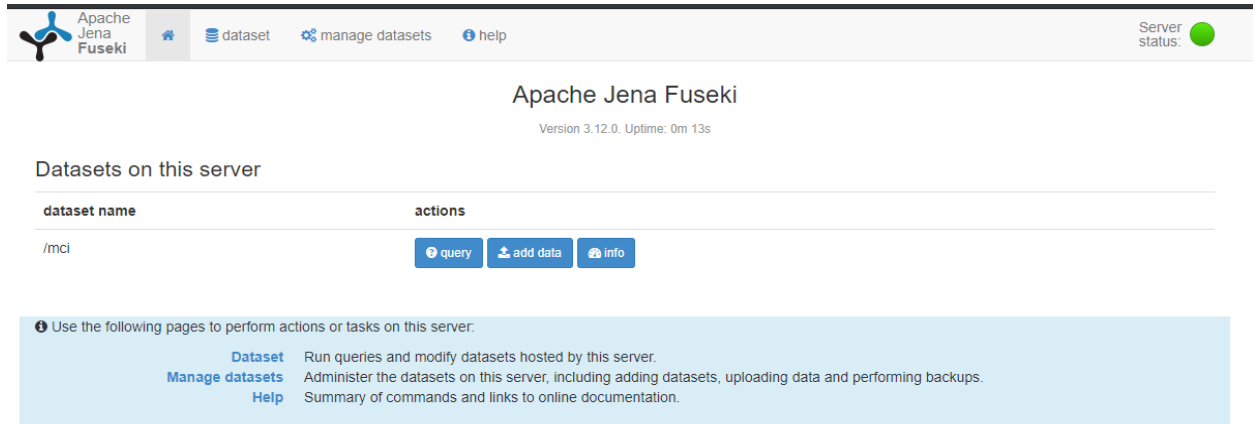 Apache
Jena
Fuseki
dataset
manage datasets
help
Server
status:
Apache Jena Fuseki
Version 3.12.0. Uptime: 0m 13s
Datasets on this server
dataset name actions
/mci query add data info
Use the following pages to perform actions or tasks on this server:
Dataset Run queries and modify datasets hosted by this server.
Manage datasets Administer the datasets on this server, including adding datasets, uploading data and performing backups.
Help Summary of commands and links to online documentation.